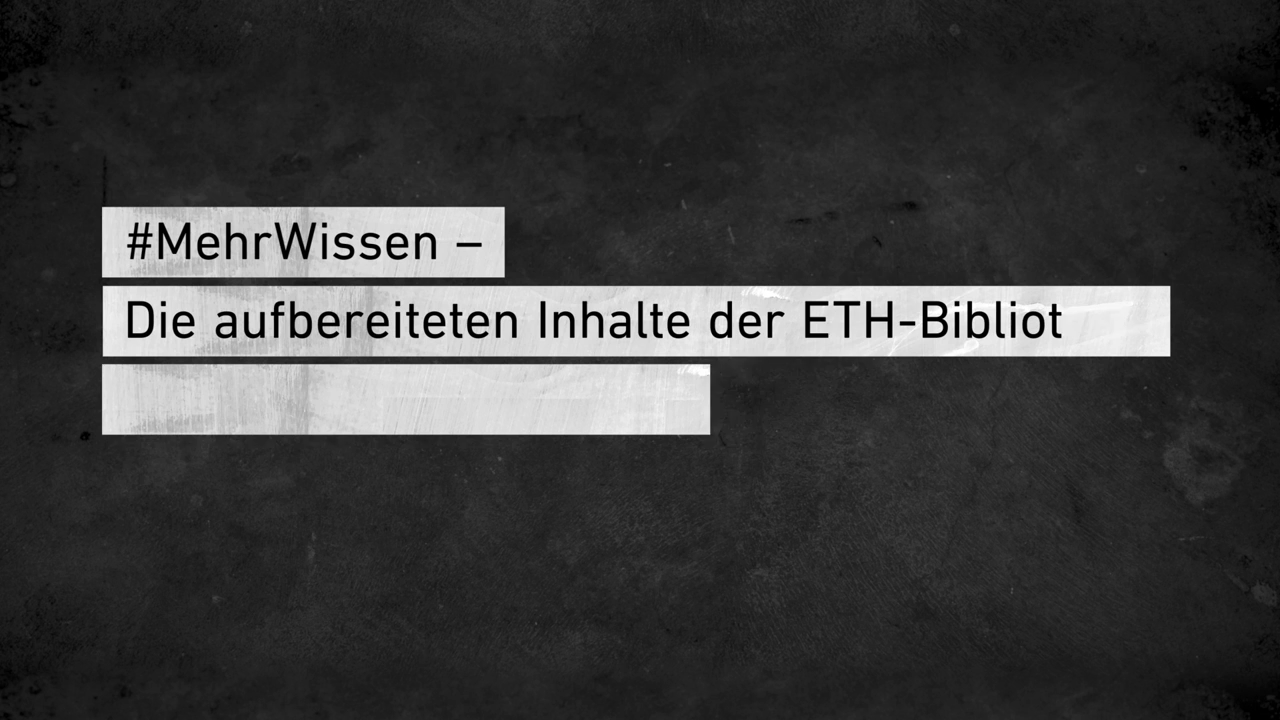 #MehrWissen –
Die aufbereiteten Inhalte der ETH-Bibliot